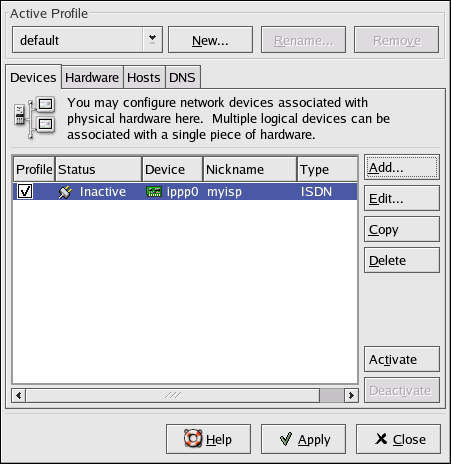 Active Profile
default New... Rename... Remove
Devices Hardware Hosts DNS
You may configure network devices associated with
physical hardware here. Multiple logical devices can be
associated with a single piece of hardware.
Profile Status Device Nickname Type
Inactive ippp0 myisp ISDN
Add...
Edit...
Copy
Delete
Activate
Deactivate
Help Apply Close